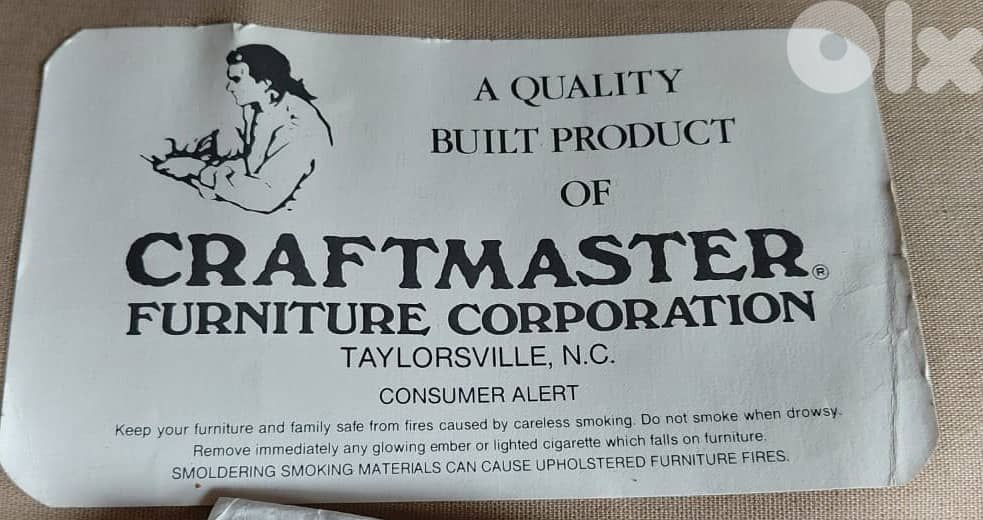 Olx
A QUALITY
BUILT PRODUCT
OF
CRAFTMASTER®
FURNITURE CORPORATION
TAYLORSVILLE, N.C.
CONSUMER ALERT
Keep your furniture and family safe from fires caused by careless smoking. Do not smoke when drowsy.
Remove immediately any glowing ember or lighted cigarette which falls on furniture.
SMOLDERING SMOKING MATERIALS CAN CAUSE UPHOLSTERED FURNITURE FIRES.